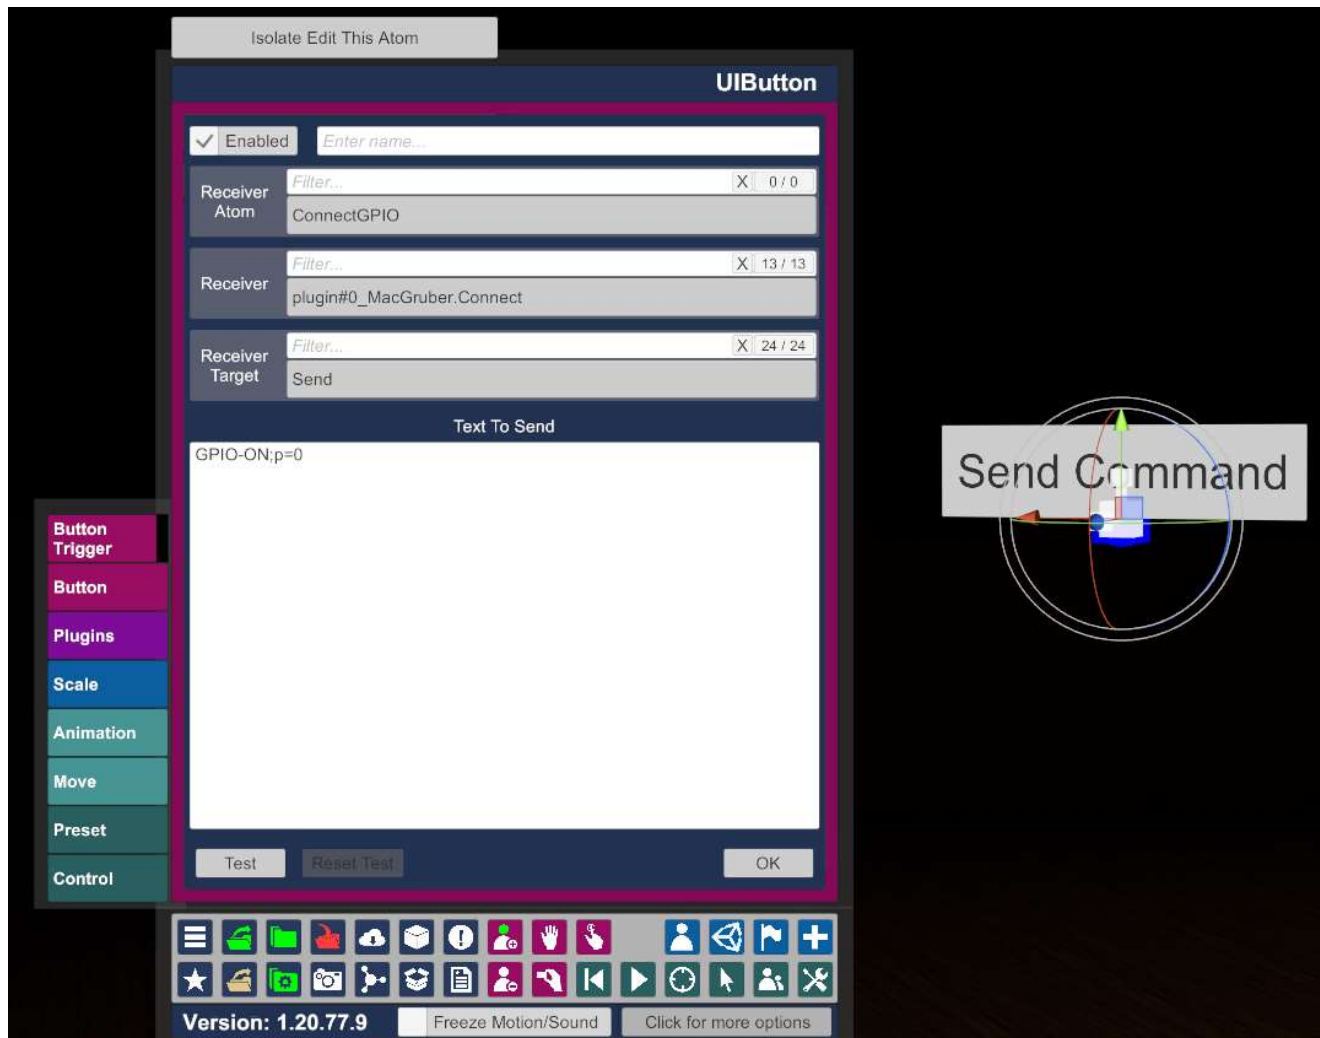 Isolate Edit This Atom
UIButton
Enabled
Enter name...
Receiver
Atom
Filter...
X 0 / 0
ConnectGPIO
Receiver
Filter...
X 13 / 13
plugin#0_MacGruber.Connect
Receiver
Target
Filter...
X 24 / 24
Send
Text To Send
GPIO-ON;p=0
Test
Reset Test
OK
Button
Trigger
Button
Plugins
Scale
Animation
Move
Preset
Control
Version: 1.20.77.9
Freeze Motion/Sound
Click for more options
Send Command